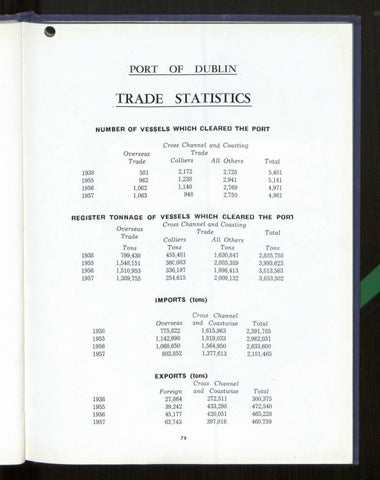 PORT OF DUBLIN
TRADE STATISTICS
NUMBER OF VESSELS WHICH CLEARED THE PORT
Cross Channel and Coasting
Overseas Trade
Trade Colliers All Others Total
1938 581 2,172 2,728 5,481
1955 962 1,238 2,941 5,141
1956 1,062 1,140 2,769 4,971
1957 1,063 948 2,750 4,961
REGISTER TONNAGE OF VESSELS WHICH CLEARED THE PORT
Cross Channel and Coasting
Overseas Trade Total
Trade Colliers All Others
Tons Tons Tons Tons
1938 799,430 455,481 1,630,847 2,885,758
1955 1,548,151 360,083 2,085,389 3,993,623
1956 1,510,953 336,197 1,996,413 3,843,563
1957 1,389,755 254,615 2,009,132 3,653,502
IMPORTS (tons)
Cross Channel
Overseas and Coastwise Total
1938 775,822 1,615,963 2,391,785
1955 1,142,998 1,819,033 2,962,031
1956 1,068,650 1,564,950 2,633,600
1957 803,852 1,377,613 2,181,465
EXPORTS (tons)
Cross Channel
Foreign and Coastwise Total
1938 27,864 272,511 300,375
1955 39,242 433,298 472,540
1956 45,177 420,051 465,228
1957 63,743 397,016 460,759
79